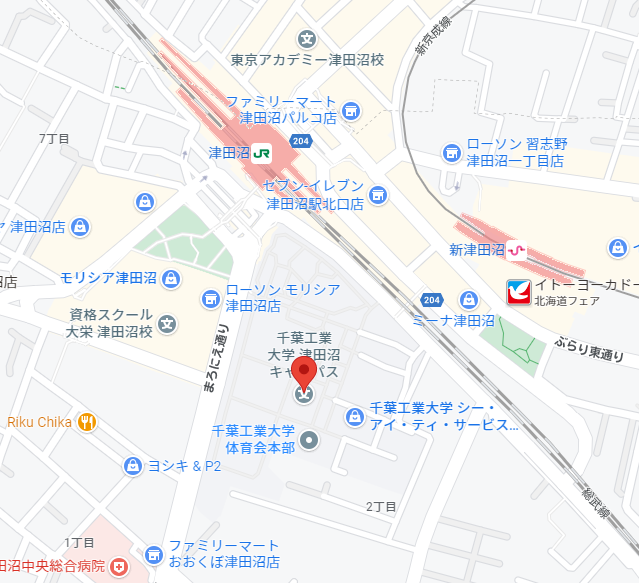 新京成線
東京アカデミー津田沼校
ファミリーマート
津田沼パルコ店
204
7丁目
津田沼 JR
ローソン 習志野
津田沼一丁目店
セブン-イレブン
津田沼駅北口店
津田沼店
新津田沼
イ
モリシア津田沼
店
イトーヨーカドー
北海道フェア
ローソン モリシア
津田沼店
204
ミーナ津田沼
資格スクール
大栄 津田沼校
千葉工業
大学 津田沼
キャンパス
ぶらり東通り
まろにえ通り
千葉工業大学 シー・
アイ・ティ・サービス...
Riku Chika
千葉工業大学
体育会本部
ヨシキ & P2
2丁目
総武線
1丁目
ファミリーマート
おおくぼ津田沼店
田沼中央総合病院